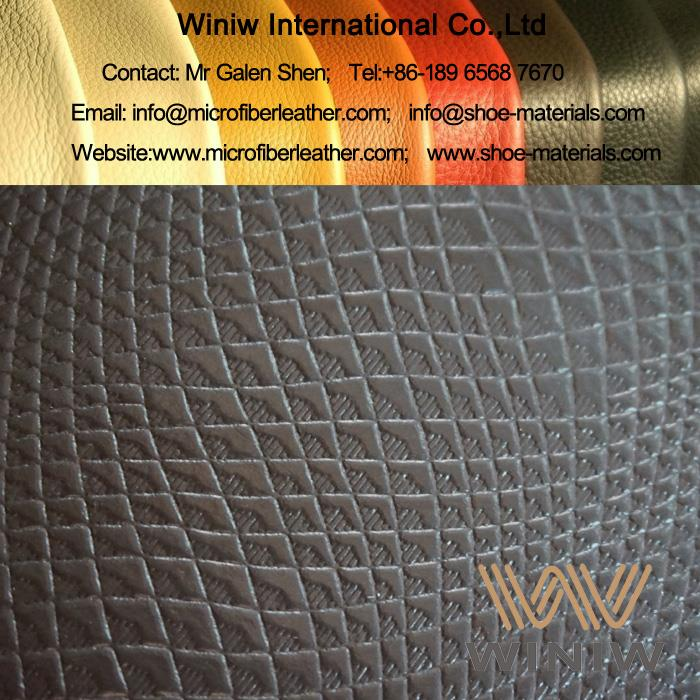 Winiw International Co.,Ltd
Contact: Mr Galen Shen; Tel:+86-189 6568 7670
Email: info@microfiberleather.com; info@shoe-materials.com
Website:www.microfiberleather.com; www.shoe-materials.com
WINIW